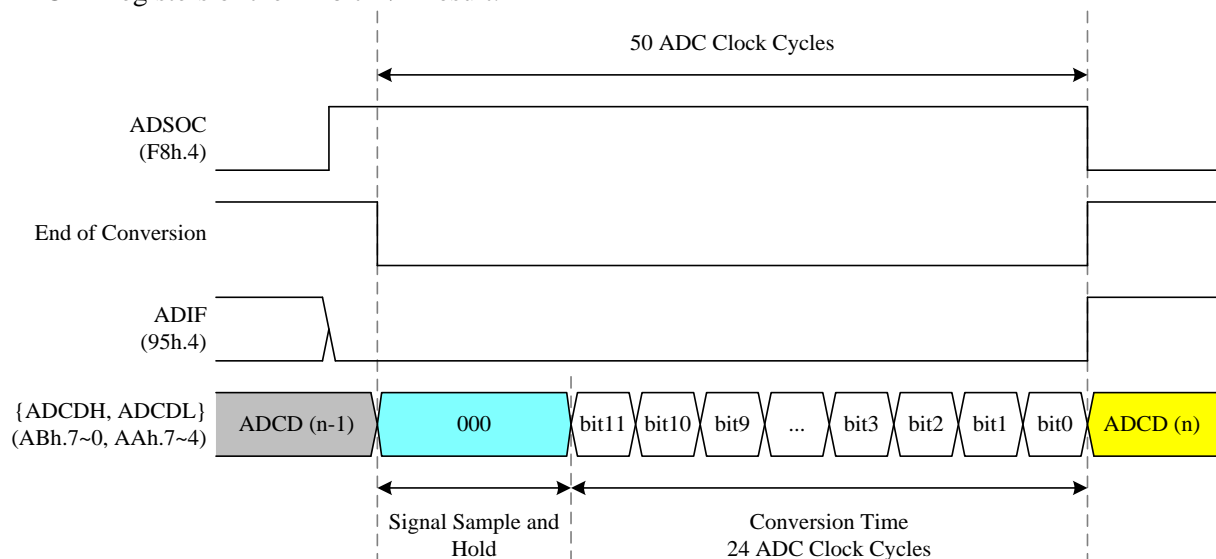 50 ADC Clock Cycles
ADSOC
(F8h.4)
End of Conversion
ADIF
(95h.4)
{ADCDH, ADCDL}
(ABh.7~0, AAh.7~4)
ADCD (n-1)
000
bit11
bit10
bit9
...
bit3
bit2
bit1
bit0
ADCD (n)
Signal Sample and
Hold
Conversion Time
24 ADC Clock Cycles